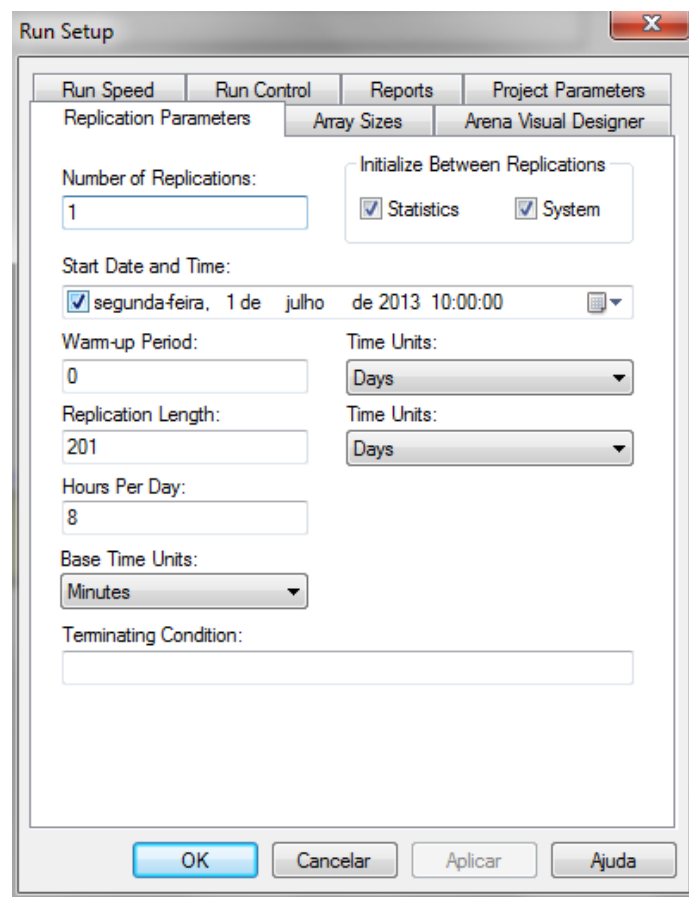 Run Setup
Run Speed Run Control Reports Project Parameters
Replication Parameters Array Sizes Arena Visual Designer
Number of Replications:
1
Initialize Between Replications
Statistics System
Start Date and Time:
segunda-feira, 1 de julho de 2013 10:00:00
Warm-up Period: Time Units:
0 Days
Replication Length: Time Units:
201 Days
Hours Per Day:
8
Base Time Units:
Minutes
Terminating Condition:
OK Cancelar Aplicar Ajuda